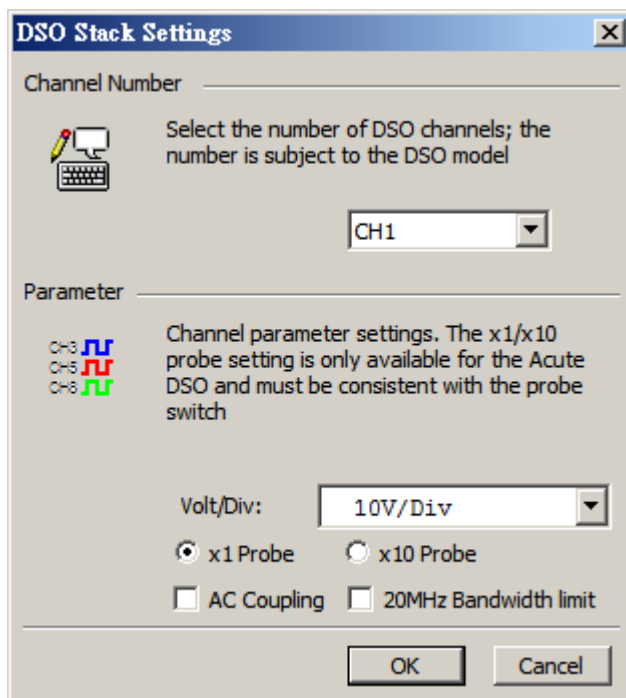 DSO Stack Settings
Channel Number
Select the number of DSO channels; the
number is subject to the DSO model
CH1
Parameter
CH3
CH5
CH8
Channel parameter settings. The x1/x10
probe setting is only available for the Acute
DSO and must be consistent with the probe
switch
Volt/Div:
10V/Div
x1 Probe
x10 Probe
AC Coupling
20MHz Bandwidth limit
OK
Cancel